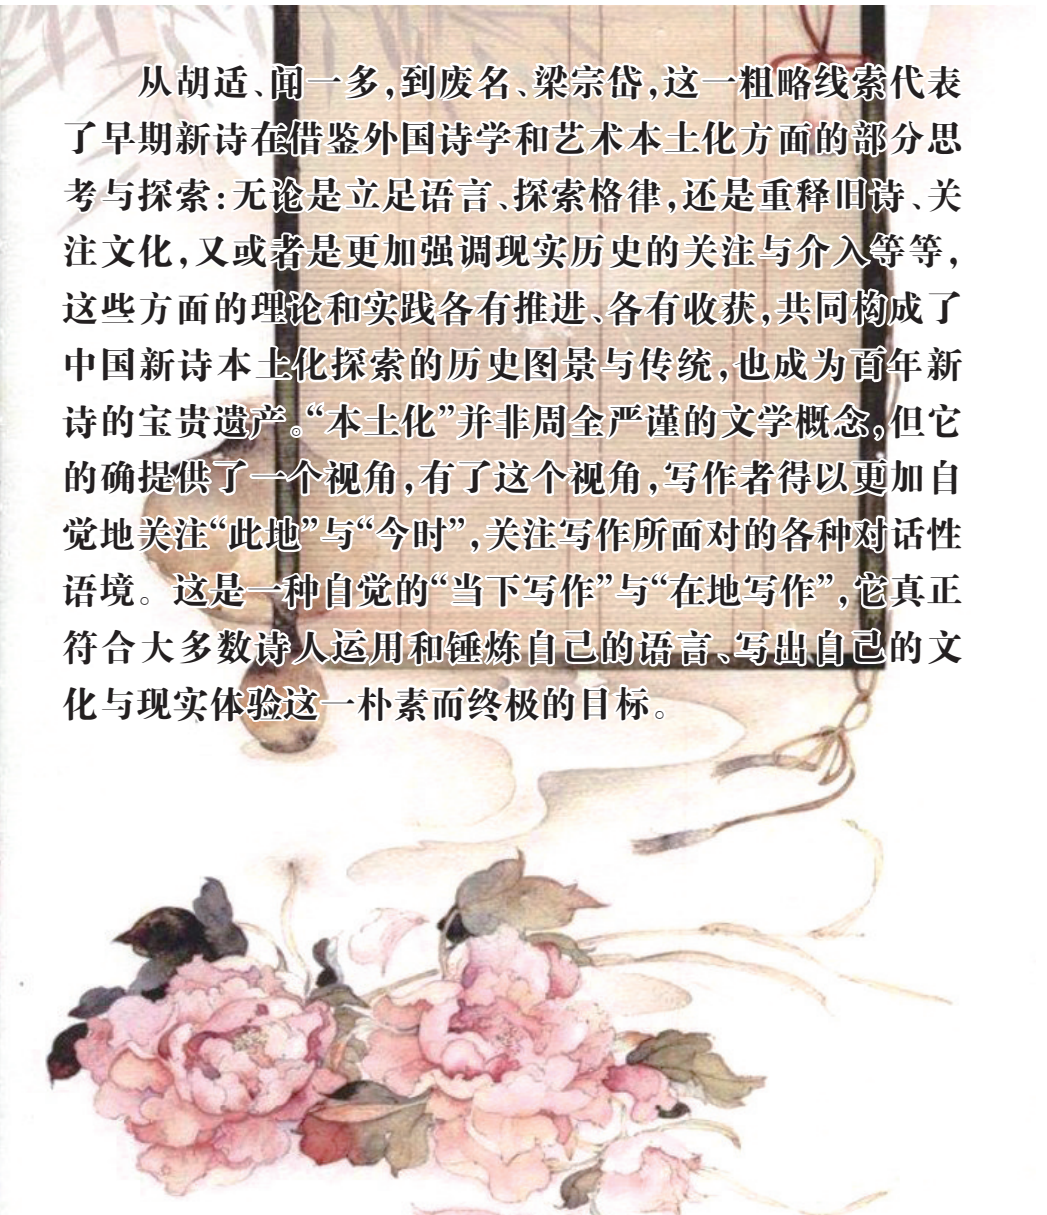 从胡适、闻一多，到废名、梁宗岱，这一粗略线索代表
了早期新诗在借鉴外国诗学和艺术本土化方面的部分思
考与探索：无论是立足语言、探索格律，还是重释旧诗、关
注文化，又或者是更加强调现实历史的关注与介入等等，
这些方面的理论和实践各有推进、各有收获，共同构成了
中国新诗本土化探索的历史图景与传统，也成为百年新
诗的宝贵遗产。“本土化”并非周全严谨的文学概念，但它
的确提供了一个视角，有了这个视角，写作者得以更加自
觉地关注“此地”与“今时”，关注写作所面对的各种对话性
语境。这是一种自觉的“当下写作”与“在地写作”，它真正
符合大多数诗人运用和锤炼自己的语言、写出自己的文
化与现实体验这一朴素而终极的目标。